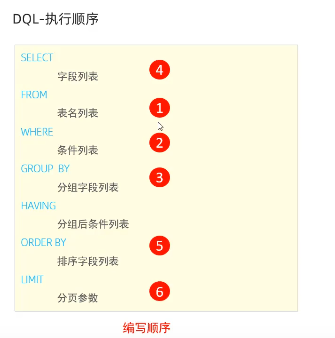 DQL-执行顺序
SELECT
字段列表 4
FROM
表名列表 1
WHERE
条件列表 2
GROUP BY
分组字段列表 3
HAVING
分组后条件列表
ORDER BY
排序字段列表 5
LIMIT
分页参数 6
编写顺序